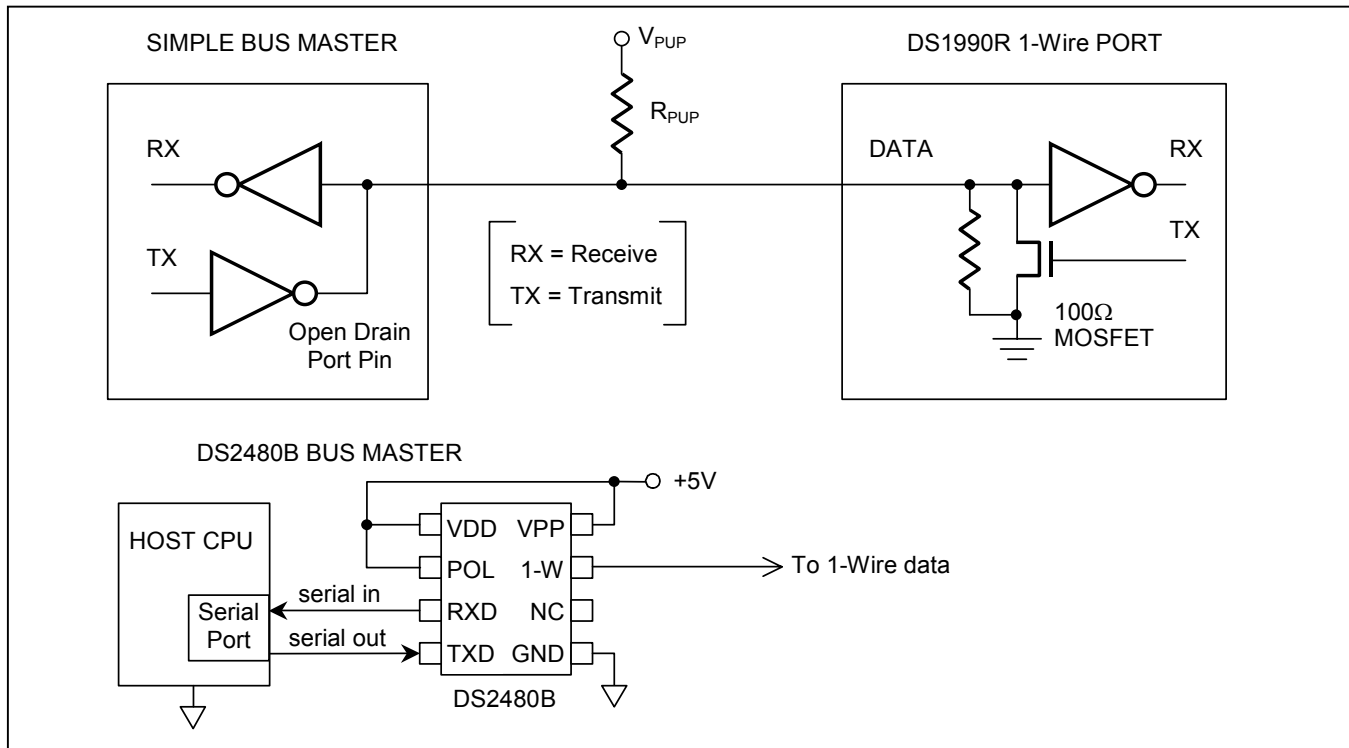 SIMPLE BUS MASTER
VPUP
DS1990R 1-Wire PORT
RPUP
RX
DATA
RX
TX
TX
RX = Receive
TX = Transmit
Open Drain
Port Pin
100Ω
MOSFET
DS2480B BUS MASTER
+5V
HOST CPU
VDD
VPP
POL
1-W
To 1-Wire data
Serial
Port
serial in
RXD
NC
serial out
TXD
GND
DS2480B